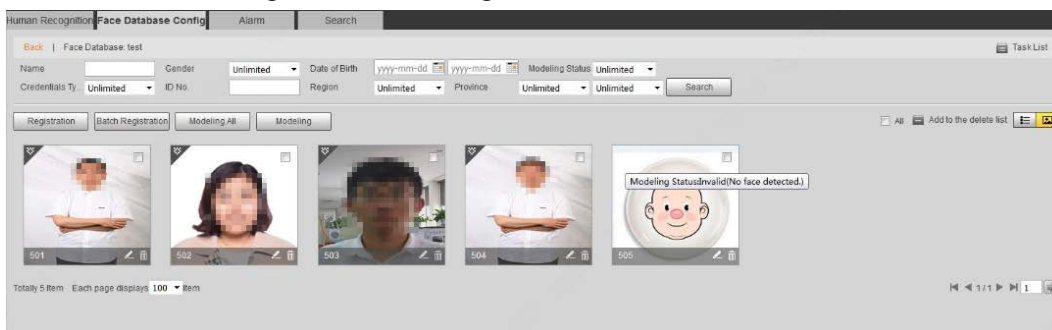 Human Recognition Face Database Config Alarm Search
Back | Face Database: test Task List
Name Gender Unlimited Date of Birth yyyy-mm-dd yyyy-mm-dd Modeling Status Unlimited
Credentials Ty... Unlimited ID No. Region Unlimited Province Unlimited Unlimited Search
Registration Batch Registration Modeling All Modeling All Add to the delete list
Modeling Status:Invalid(No face detected.)
501 502 503 504 505
Totally 5 Item Each page displays 100 Item 1/1 1